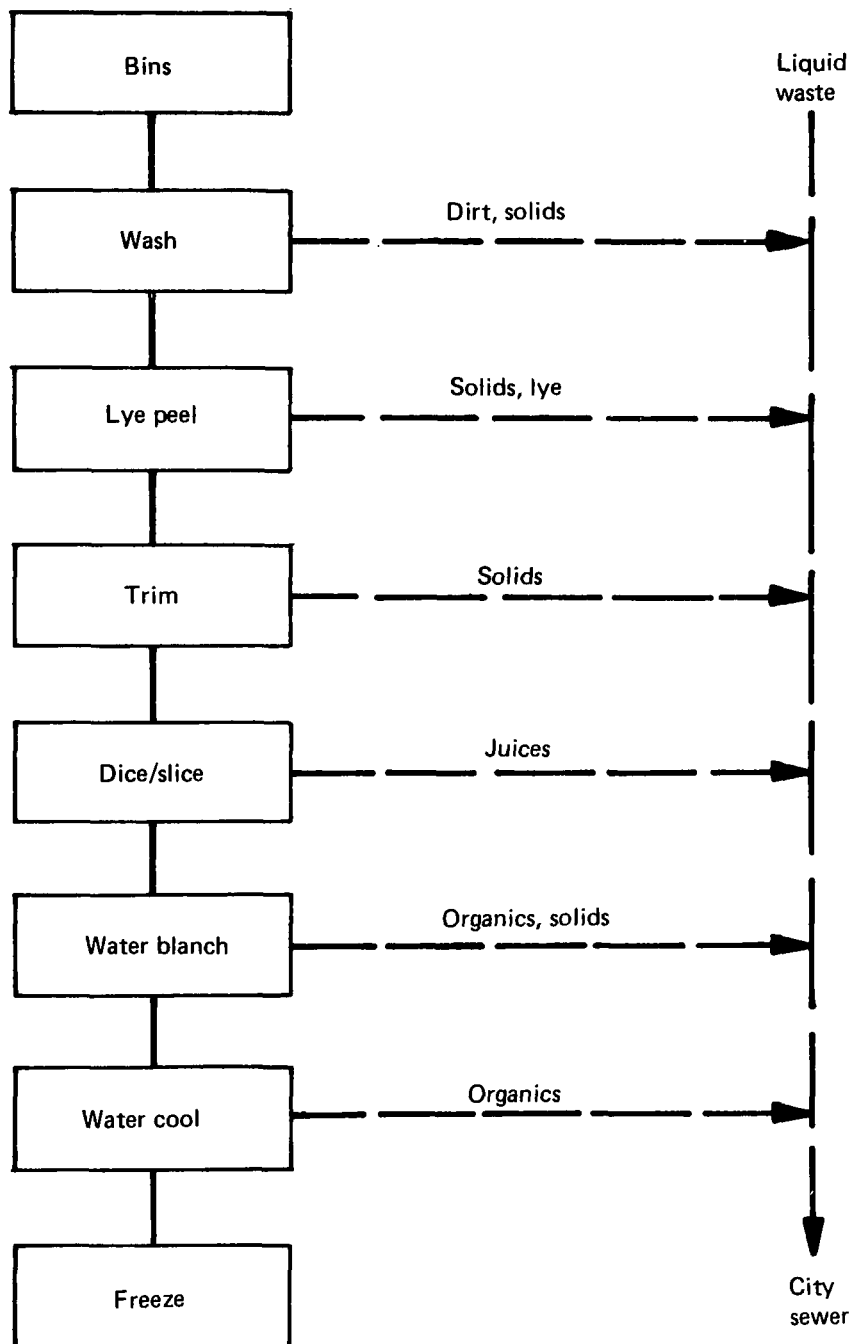 Bins
Liquid
waste
Wash
Dirt, solids
Lye peel
Solids, lye
Trim
Solids
Dice/slice
Juices
Water blanch
Organics, solids
Water cool
Organics
Freeze
City
sewer